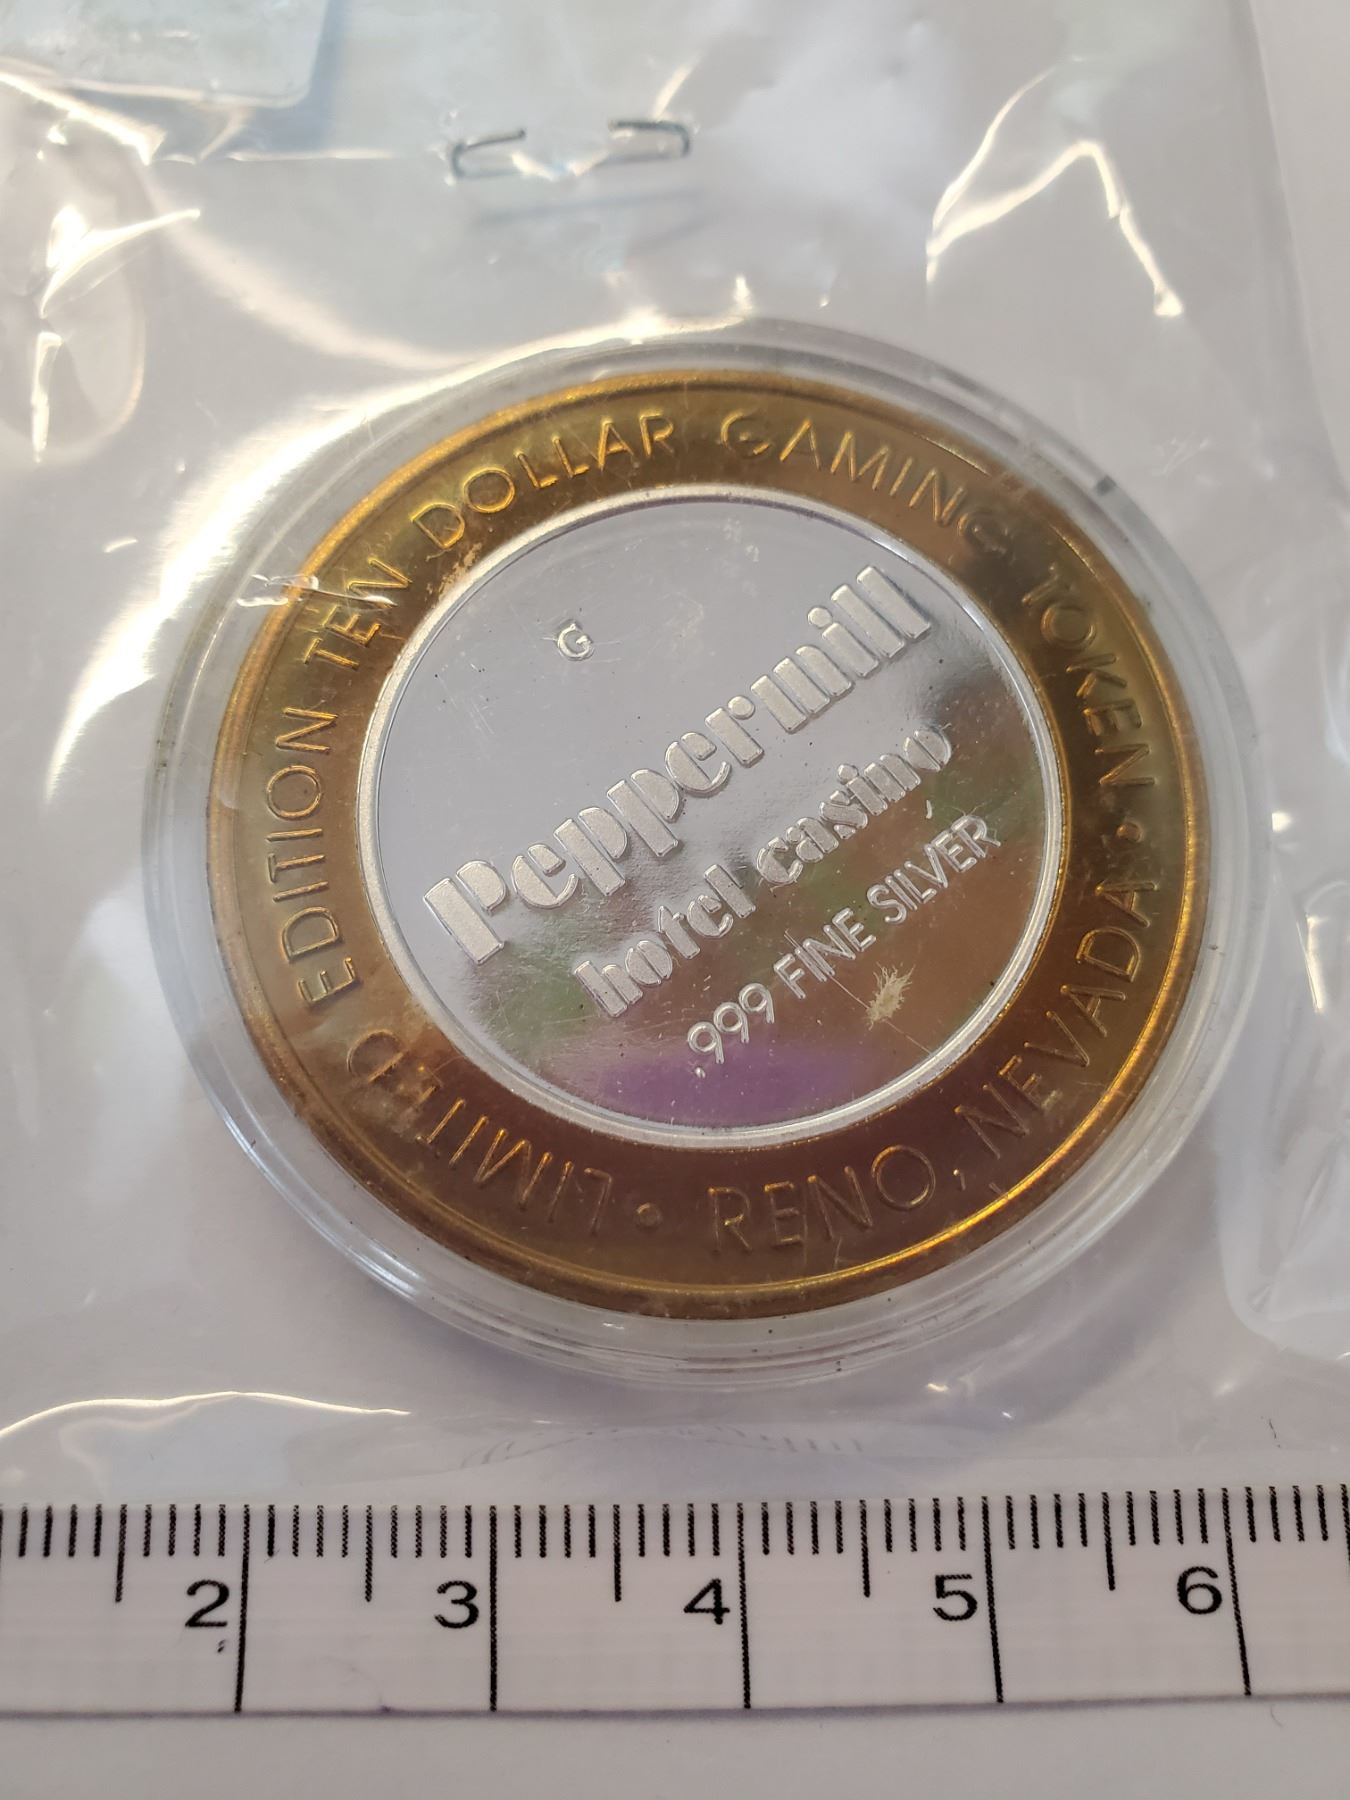 LIMITED EDITION TEN DOLLAR GAMING TOKEN •
RENO, NEVADA •
G
Peppermill
hotel casino
.999 FINE SILVER
2 3 4 5 6